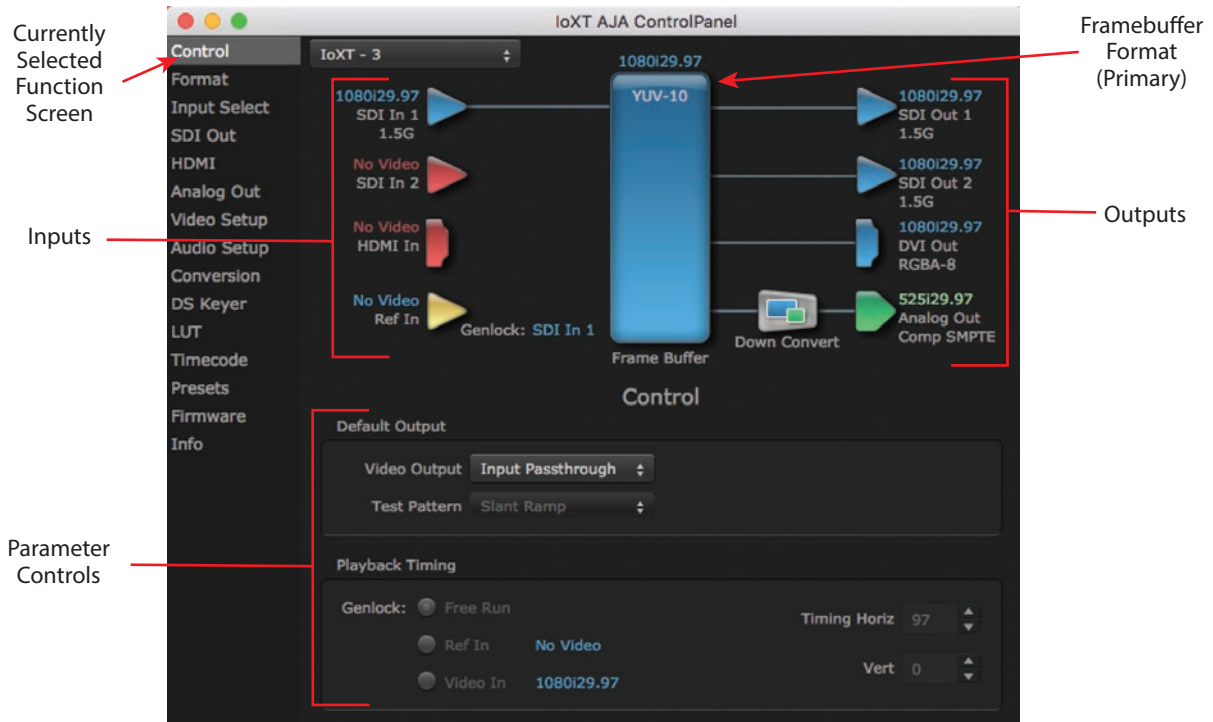 Currently
Selected
Function
Screen
Inputs
Parameter
Controls
Framebuffer
Format
(Primary)
Outputs
IoXT AJA ControlPanel
Control
Format
Input Select
SDI Out
HDMI
Analog Out
Video Setup
Audio Setup
Conversion
DS Keyer
LUT
Timecode
Presets
Firmware
Info
IoXT - 3
1080i29.97
SDI In 1
1.5G
No Video
SDI In 2
No Video
HDMI In
No Video
Ref In
Genlock: SDI In 1
1080i29.97
YUV-10
Frame Buffer
Down Convert
1080i29.97
SDI Out 1
1.5G
1080i29.97
SDI Out 2
1.5G
1080i29.97
DVI Out
RGBA-8
525i29.97
Analog Out
Comp SMPTE
Control
Default Output
Video Output Input Passthrough
Test Pattern Slant Ramp
Playback Timing
Genlock: Free Run
Ref In No Video
Video In 1080i29.97
Timing Horiz 97
Vert 0